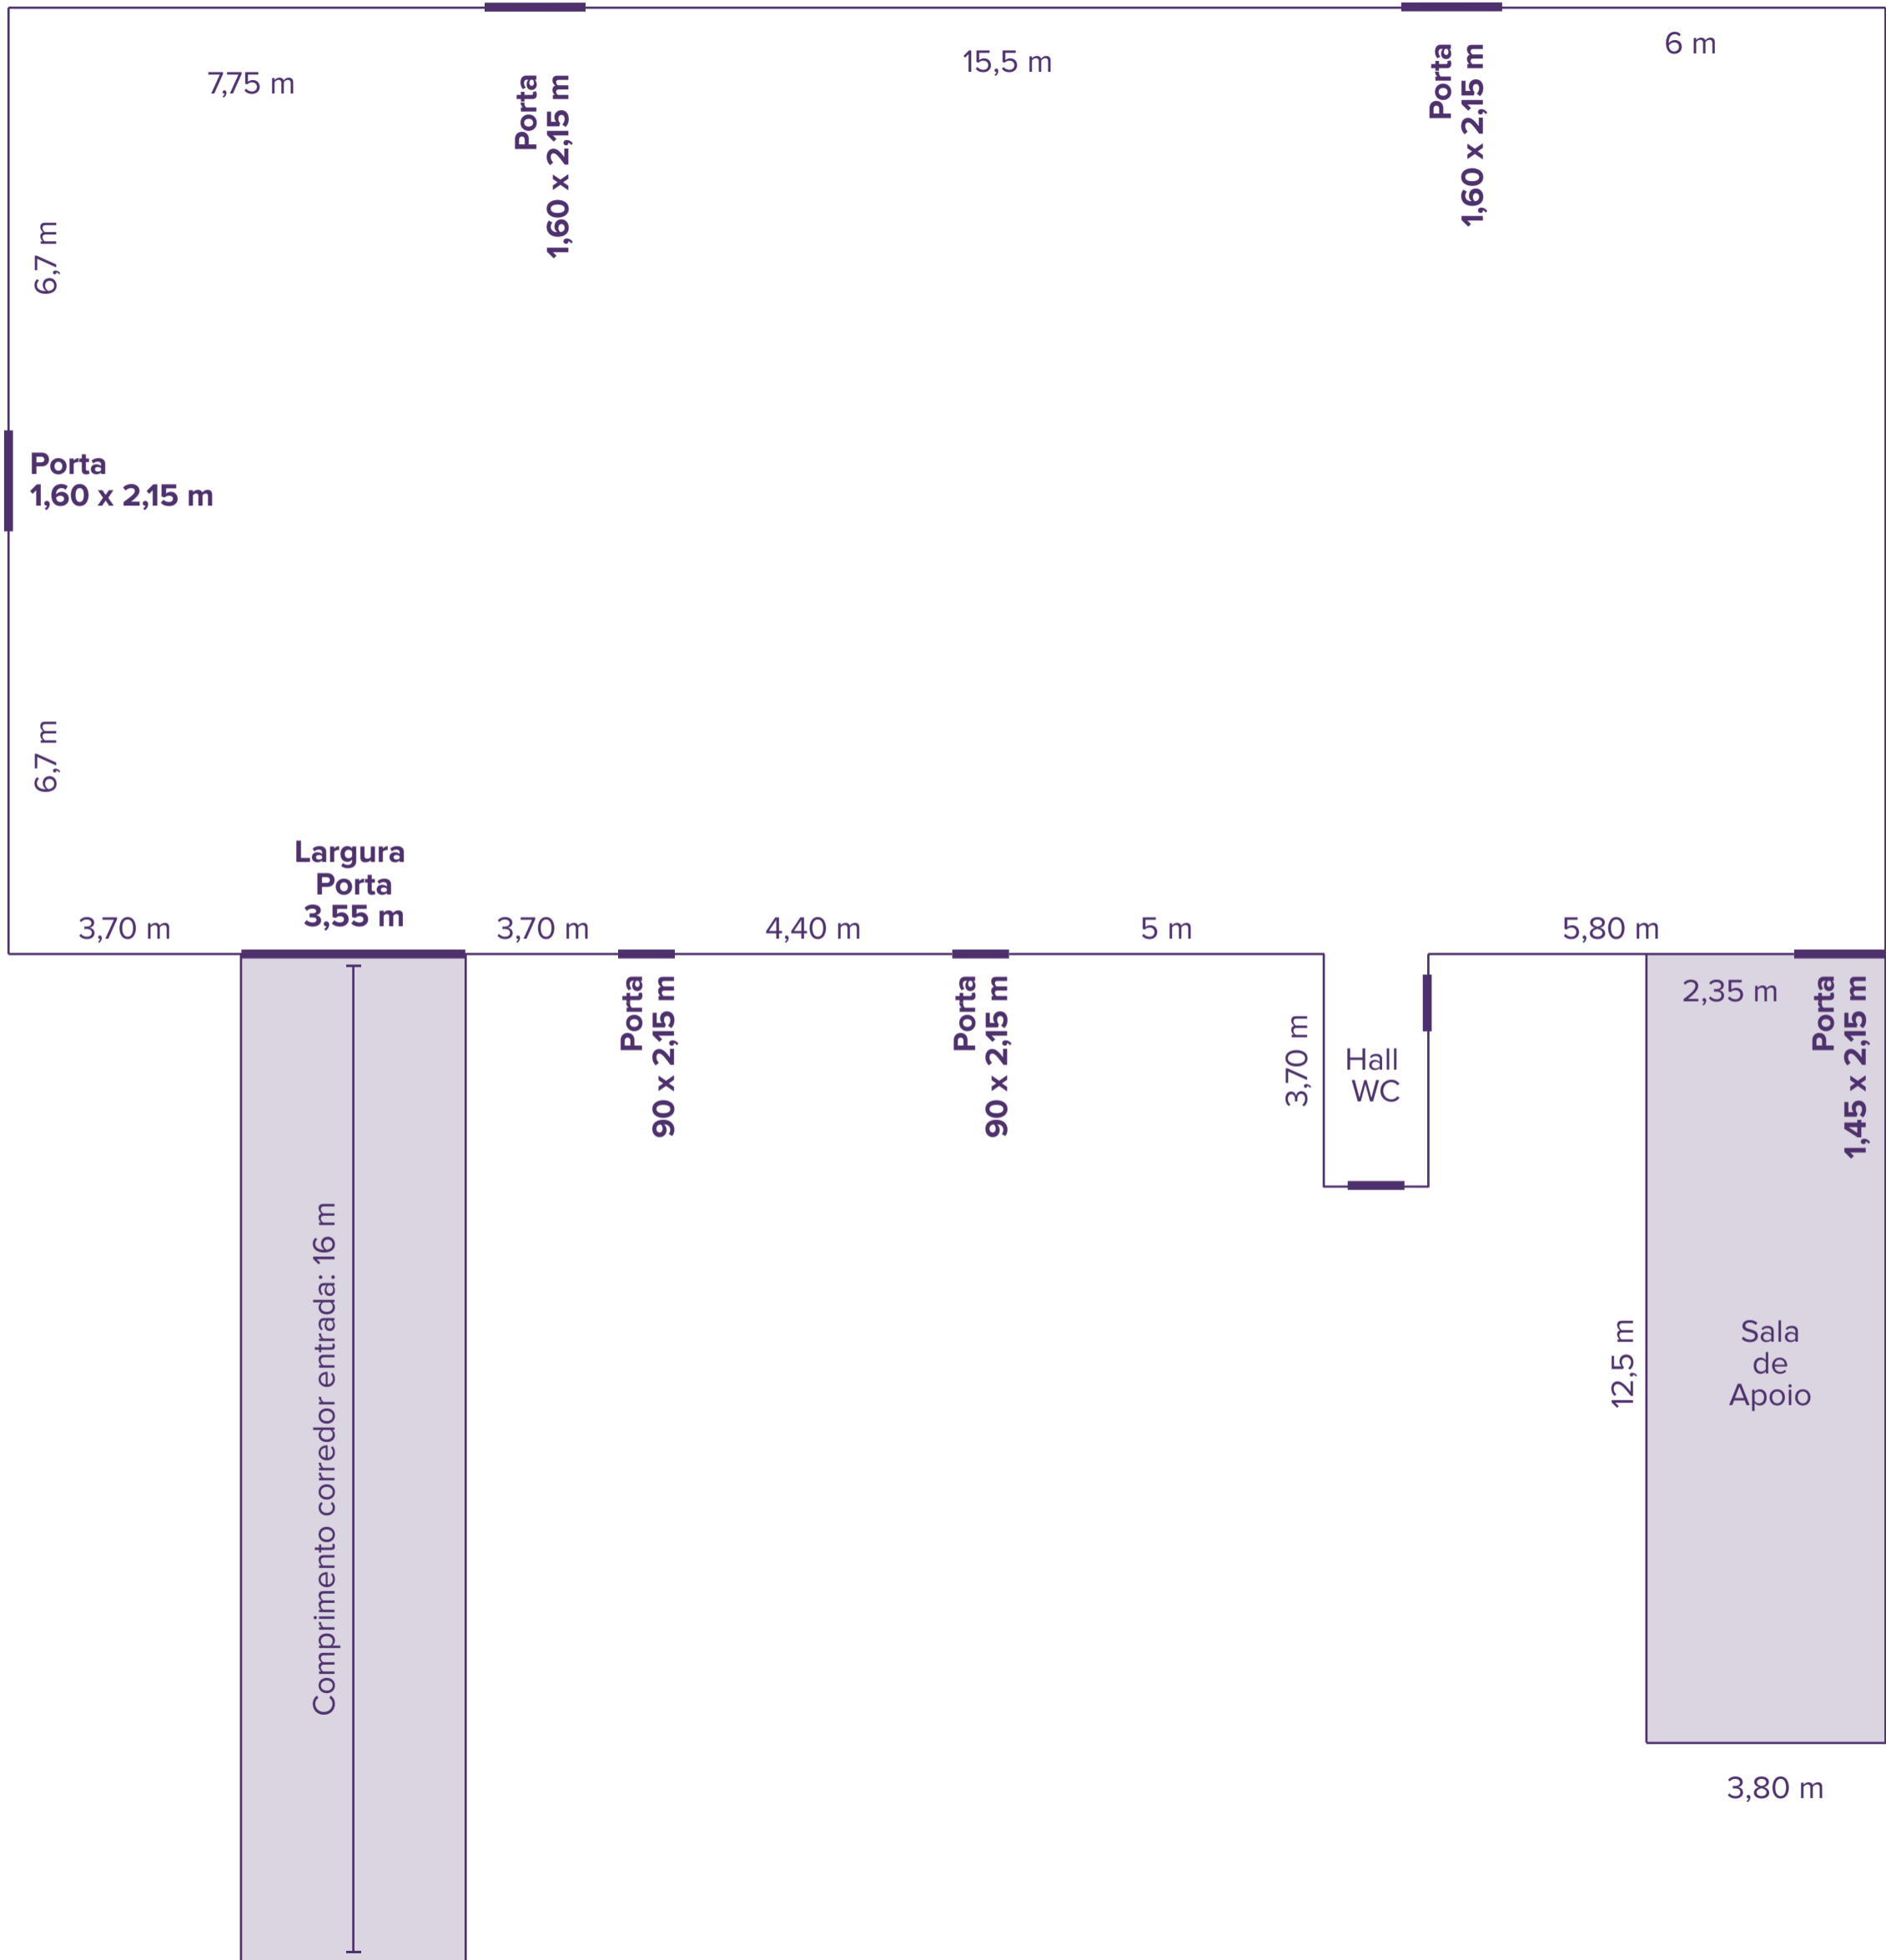 7,75 m
Porta
1,60 x 2,15 m
15,5 m
Porta
1,60 x 2,15 m
6 m
6,7 m
Porta
1,60 x 2,15 m
6,7 m
Largura
Porta
3,55 m
3,70 m
3,70 m
4,40 m
5 m
5,80 m
Porta
90 x 2,15 m
Porta
90 x 2,15 m
3,70 m
Hall
WC
2,35 m
Porta
1,45 x 2,15 m
Comprimento corredor entrada: 16 m
12,5 m
Sala
de
Apoio
3,80 m